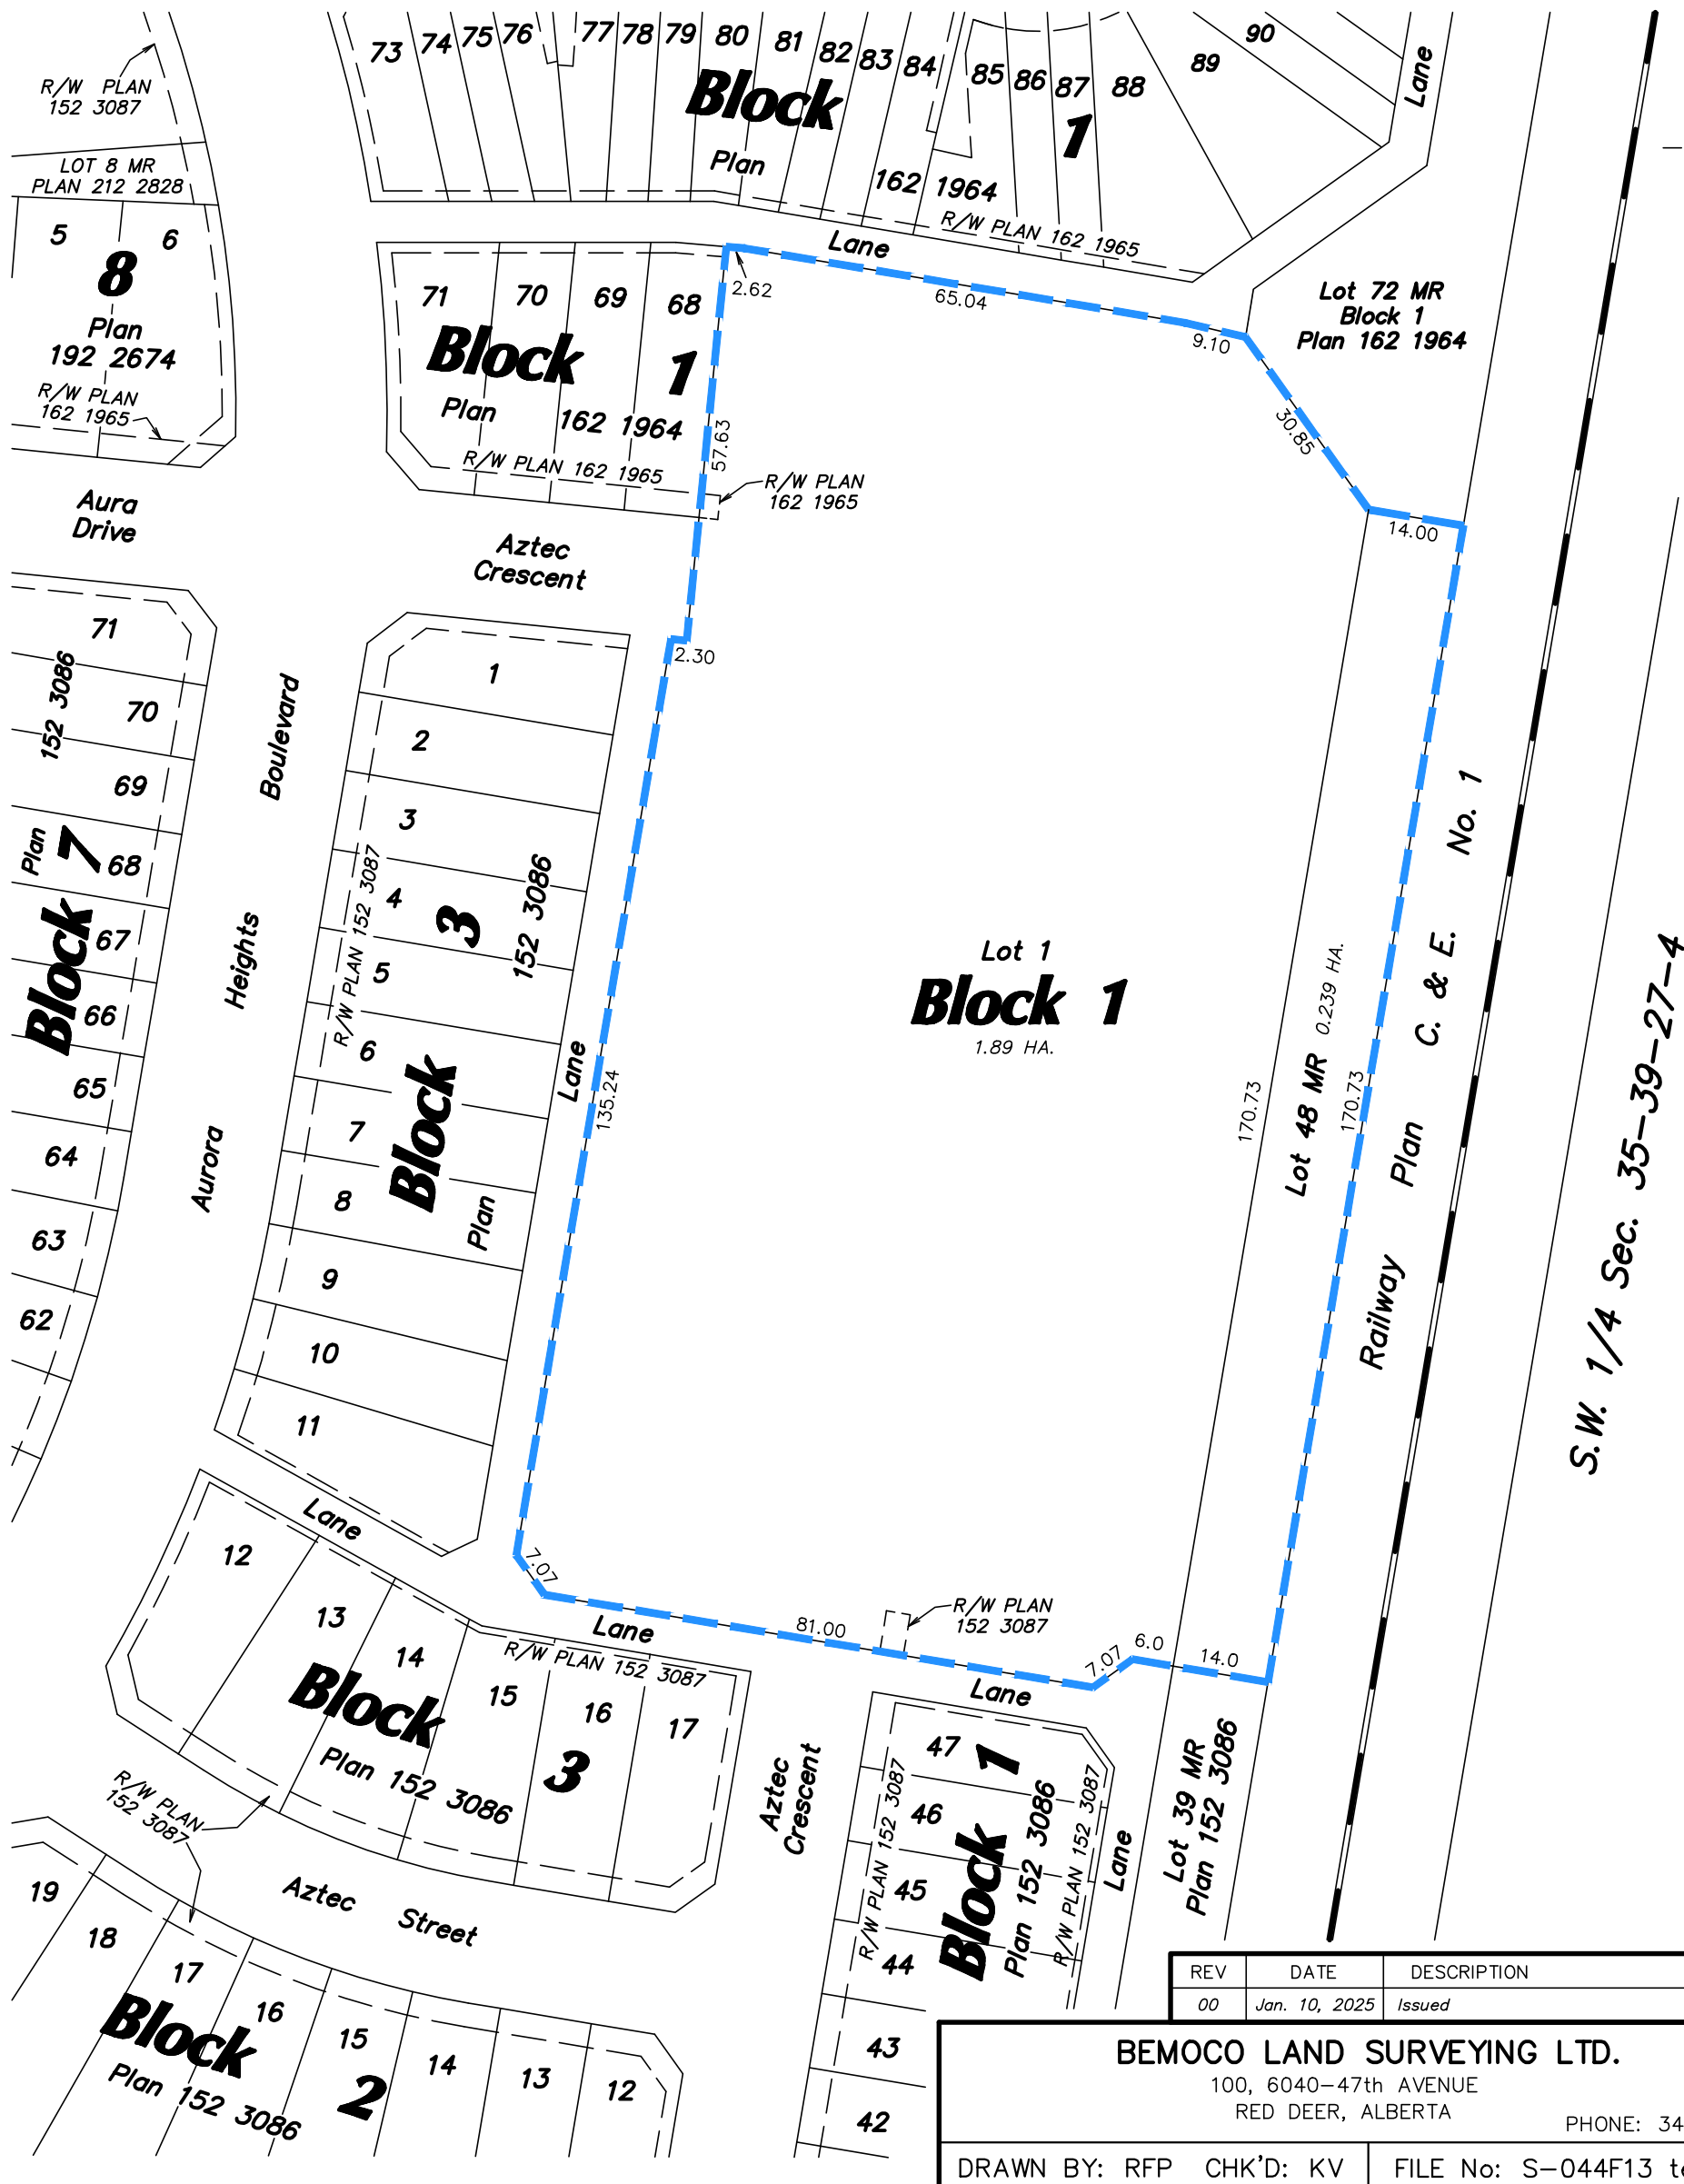 73 74 75 76 77 78 79 80 81 82 83 84 85 86 87 88 89 90
Lane
R/W PLAN
152 3087
Block
1
Plan
162 1964
R/W PLAN 162 1965
Lane
LOT 8 MR
PLAN 212 2828
5 6
8
Plan
192 2674
R/W PLAN
162 1965
71 70 69 68
Block 1
Plan
162 1964
R/W PLAN 162 1965
2.62
65.04
9.10
Lot 72 MR
Block 1
Plan 162 1964
30.85
57.63
R/W PLAN
162 1965
14.00
Aura
Drive
Aztec
Crescent
2.30
71
70
69
68
67
66
65
64
63
62
152 3086
Plan
7
Block
Boulevard
Heights
Aurora
1
2
3
4
5
6
7
8
9
10
11
R/W PLAN 152 3087
3
152 3086
Block
Plan
Lane
135.24
Lot 1
Block 1
1.89 HA.
170.73
Lot 48 MR 0.239 HA.
170.73
Railway Plan C. & E. No. 1
S.W. 1/4 Sec. 35-39-27-4
7.07
Lane
Lane
81.00
R/W PLAN
152 3087
7.07
6.0
14.0
Lane
12
13
14
15
16
17
R/W PLAN 152 3087
Block
3
Plan 152 3086
R/W PLAN
152 3087
Aztec
Crescent
47
46
45
44
43
42
R/W PLAN 152 3087
Block 1
Plan 152 3086
R/W PLAN 152 3087
Lane
Lot 39 MR
Plan 152 3086
Aztec Street
19
18
17
16
15
14
13
12
Block
2
Plan 152 3086
REV DATE DESCRIPTION
00 Jan. 10, 2025 Issued
BEMOCO LAND SURVEYING LTD.
100, 6040-47th AVENUE
RED DEER, ALBERTA
PHONE: 34
DRAWN BY: RFP CHK'D: KV FILE No: S-044F13